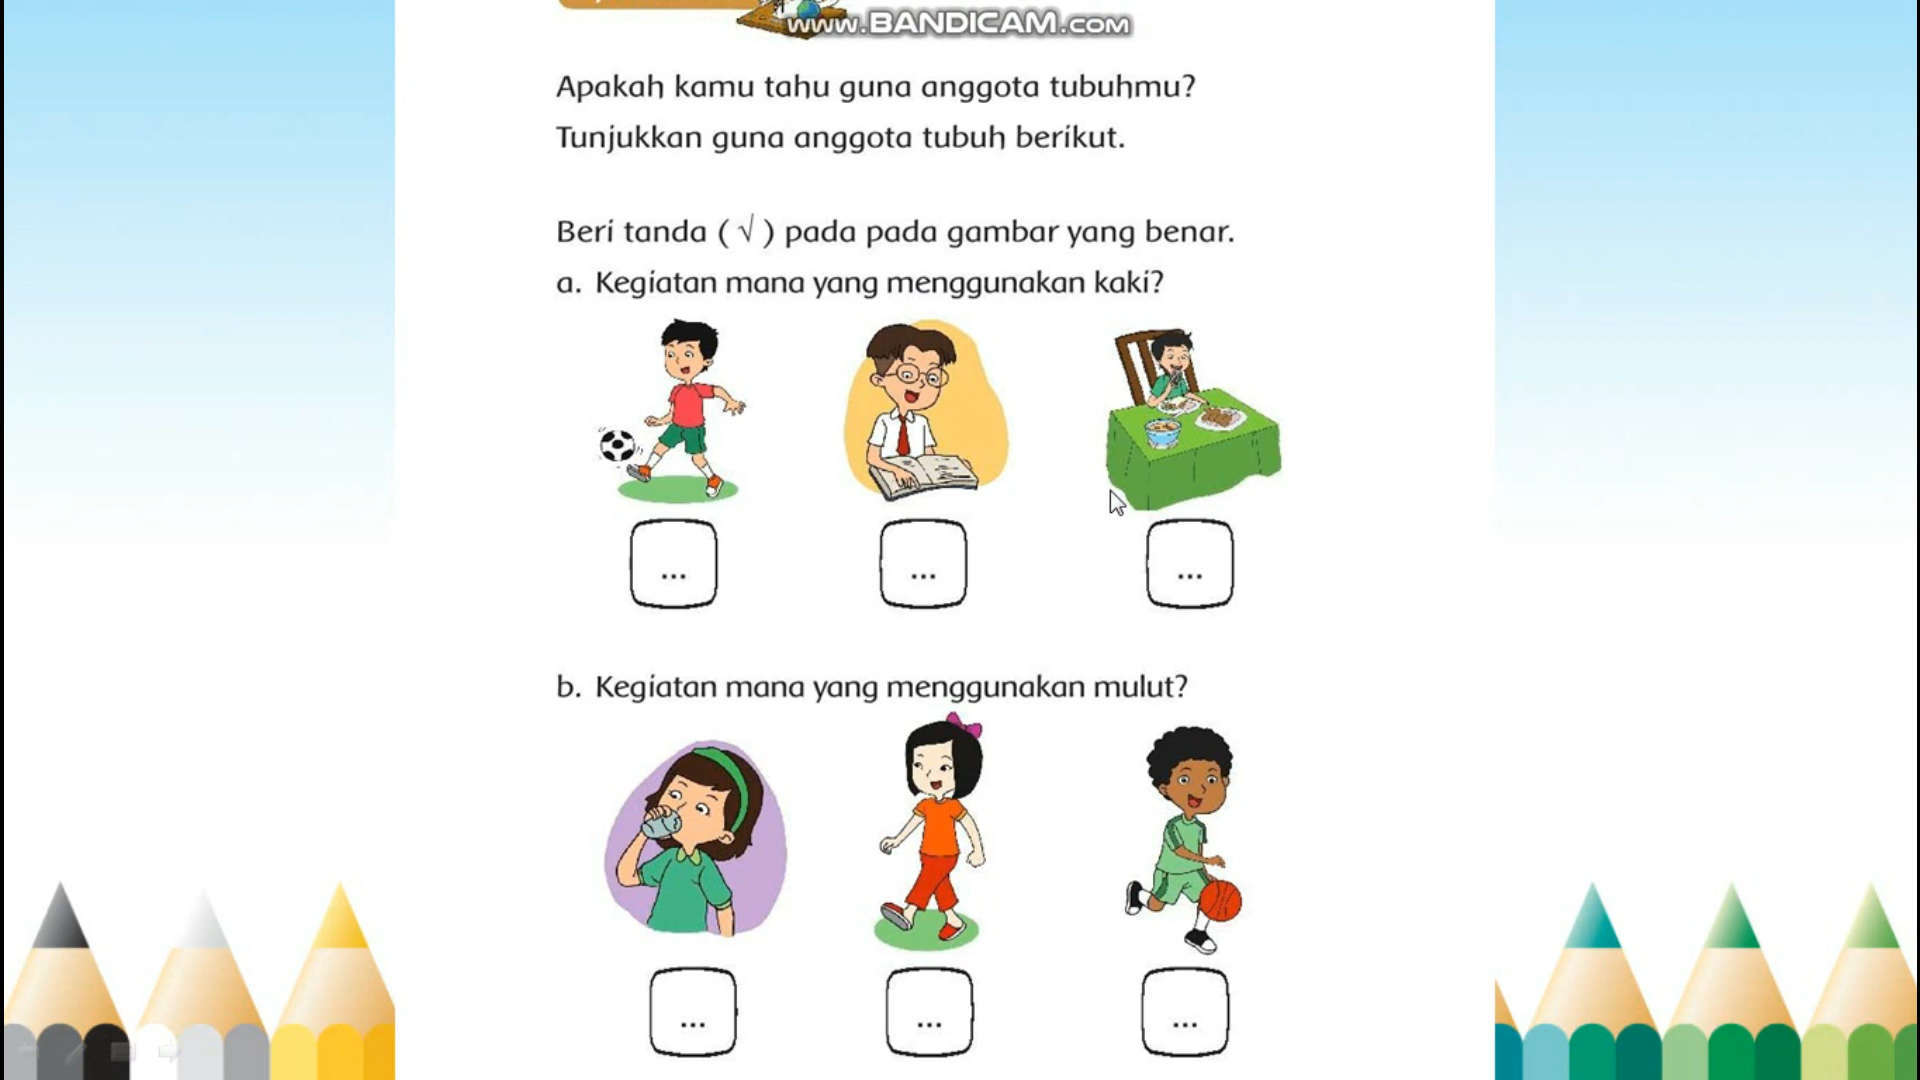 www.BANDICAM.com
Apakah kamu tahu guna anggota tubuhmu?
Tunjukkan guna anggota tubuh berikut.
Beri tanda ( √ ) pada pada gambar yang benar.
a. Kegiatan mana yang menggunakan kaki?
... ... ...
b. Kegiatan mana yang menggunakan mulut?
... ... ...